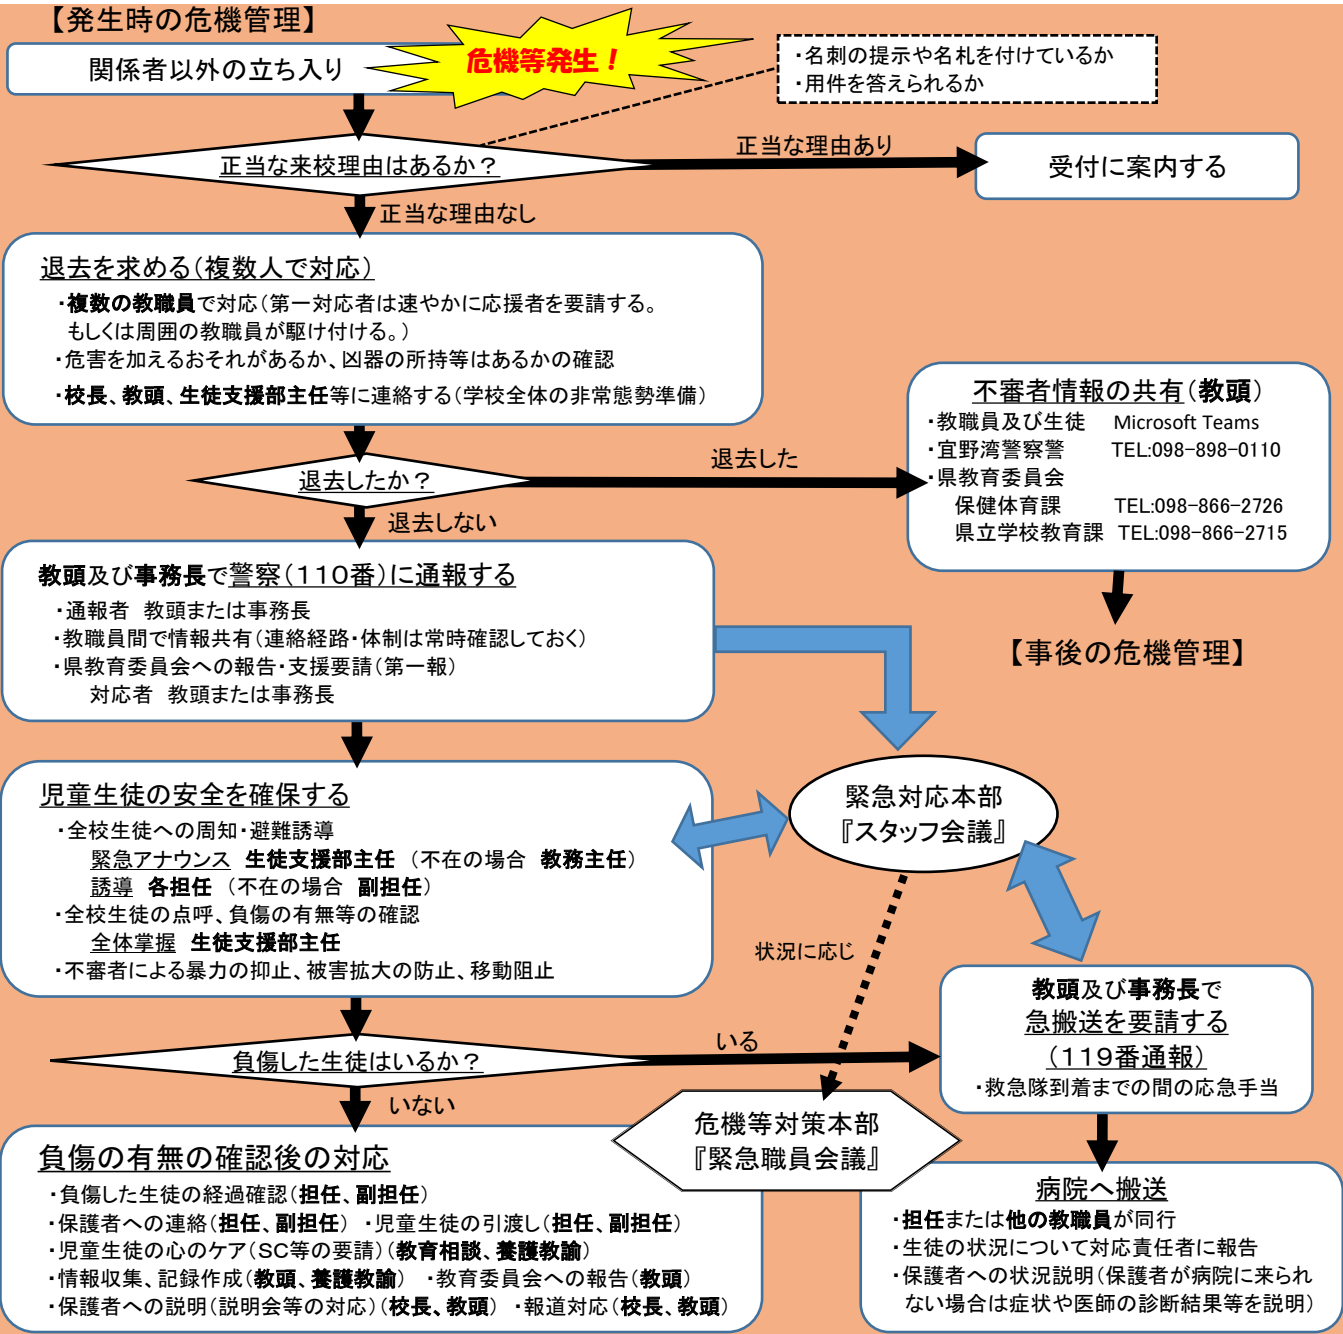 【発生時の危機管理】
関係者以外の立ち入り
危機等発生！
・名刺の提示や名札を付けているか
・用件を答えられるか
正当な来校理由はあるか？
正当な理由あり
受付に案内する
正当な理由なし
退去を求める（複数人で対応）
・複数の教職員で対応（第一対応者は速やかに応援者を要請する。
もしくは周囲の教職員が駆け付ける。）
・危害を加えるおそれがあるか、凶器の所持等はあるかの確認
・校長、教頭、生徒支援部主任等に連絡する（学校全体の非常態勢準備）
不審者情報の共有（教頭）
・教職員及び生徒　Microsoft Teams
・宜野湾警察警　TEL:098-898-0110
・県教育委員会
保健体育課　TEL:098-866-2726
県立学校教育課　TEL:098-866-2715
退去したか？
退去した
退去しない
【事後の危機管理】
教頭及び事務長で警察（１１０番）に通報する
・通報者　教頭または事務長
・教職員間で情報共有（連絡経路・体制は常時確認しておく）
・県教育委員会への報告・支援要請（第一報）
対応者　教頭または事務長
緊急対応本部
『スタッフ会議』
児童生徒の安全を確保する
・全校生徒への周知・避難誘導
緊急アナウンス　生徒支援部主任　（不在の場合　教務主任）
誘導　各担任　（不在の場合　副担任）
・全校生徒の点呼、負傷の有無等の確認
全体掌握　生徒支援部主任
・不審者による暴力の抑止、被害拡大の防止、移動阻止
状況に応じ
教頭及び事務長で
急搬送を要請する
（１１９番通報）
・救急隊到着までの間の応急手当
負傷した生徒はいるか？
いる
いない
危機等対策本部
『緊急職員会議』
負傷の有無の確認後の対応
・負傷した生徒の経過確認（担任、副担任）
・保護者への連絡（担任、副担任）　・児童生徒の引渡し（担任、副担任）
・児童生徒の心のケア（SC等の要請）（教育相談、養護教諭）
・情報収集、記録作成（教頭、養護教諭）　・教育委員会への報告（教頭）
・保護者への説明（説明会等の対応）（校長、教頭）　・報道対応（校長、教頭）
病院へ搬送
・担任または他の教職員が同行
・生徒の状況について対応責任者に報告
・保護者への状況説明（保護者が病院に来られ
ない場合は症状や医師の診断結果等を説明）